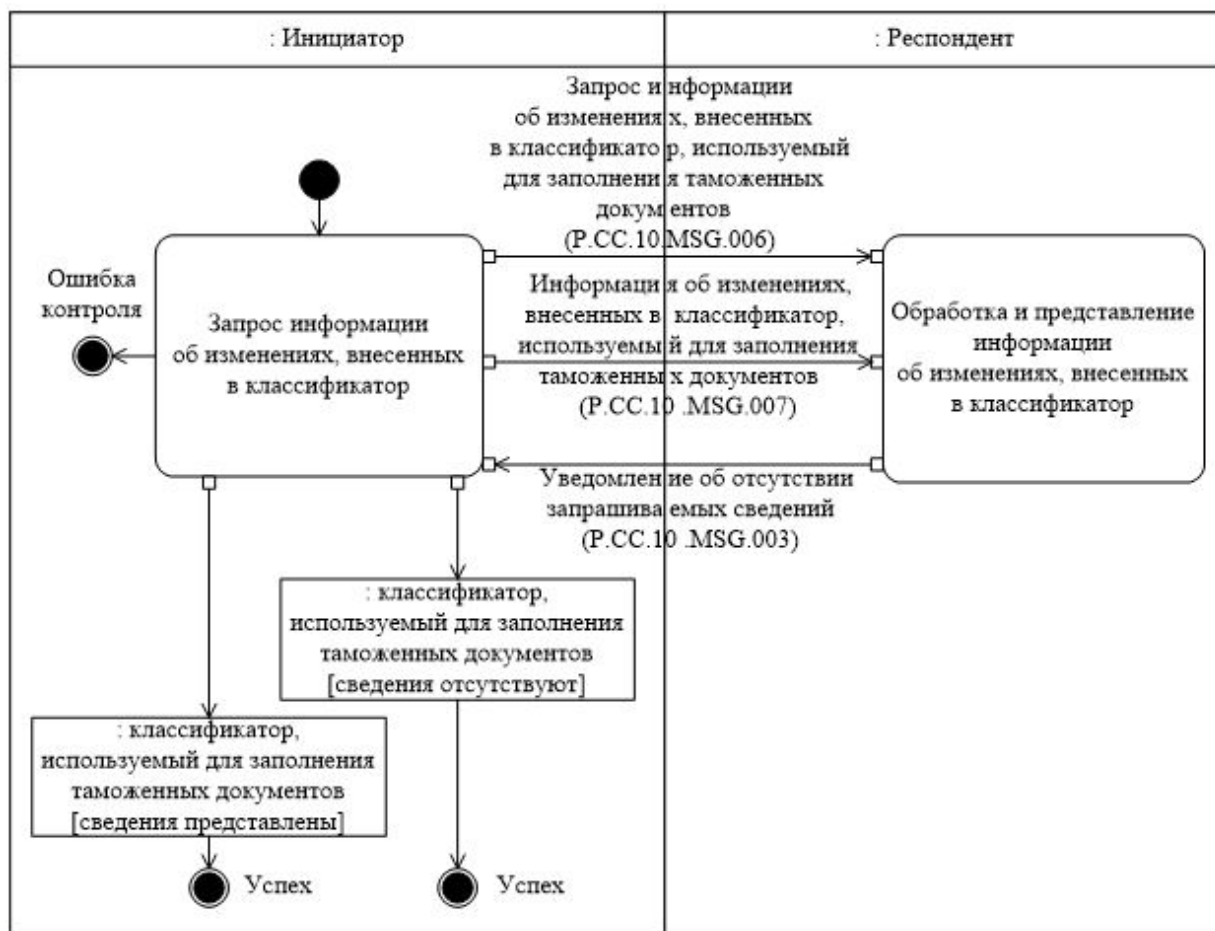 : Инициатор
: Респондент
Запрос информации
об изменениях, внесенных
в классификатор, используемый
для заполнения таможенных
документов
(P.CC.10.MSG.006)
Ошибка
контроля
Запрос информации
об изменениях, внесенных
в классификатор
Информация об изменениях,
внесенных в классификатор,
используемый для заполнения
таможенных документов
(P.CC.10 .MSG.007)
Обработка и представление
информации
об изменениях, внесенных
в классификатор
Уведомление об отсутствии
запрашиваемых сведений
(P.CC.10 .MSG.003)
: классификатор,
используемый для заполнения
таможенных документов
[сведения отсутствуют]
: классификатор,
используемый для заполнения
таможенных документов
[сведения представлены]
Успех
Успех